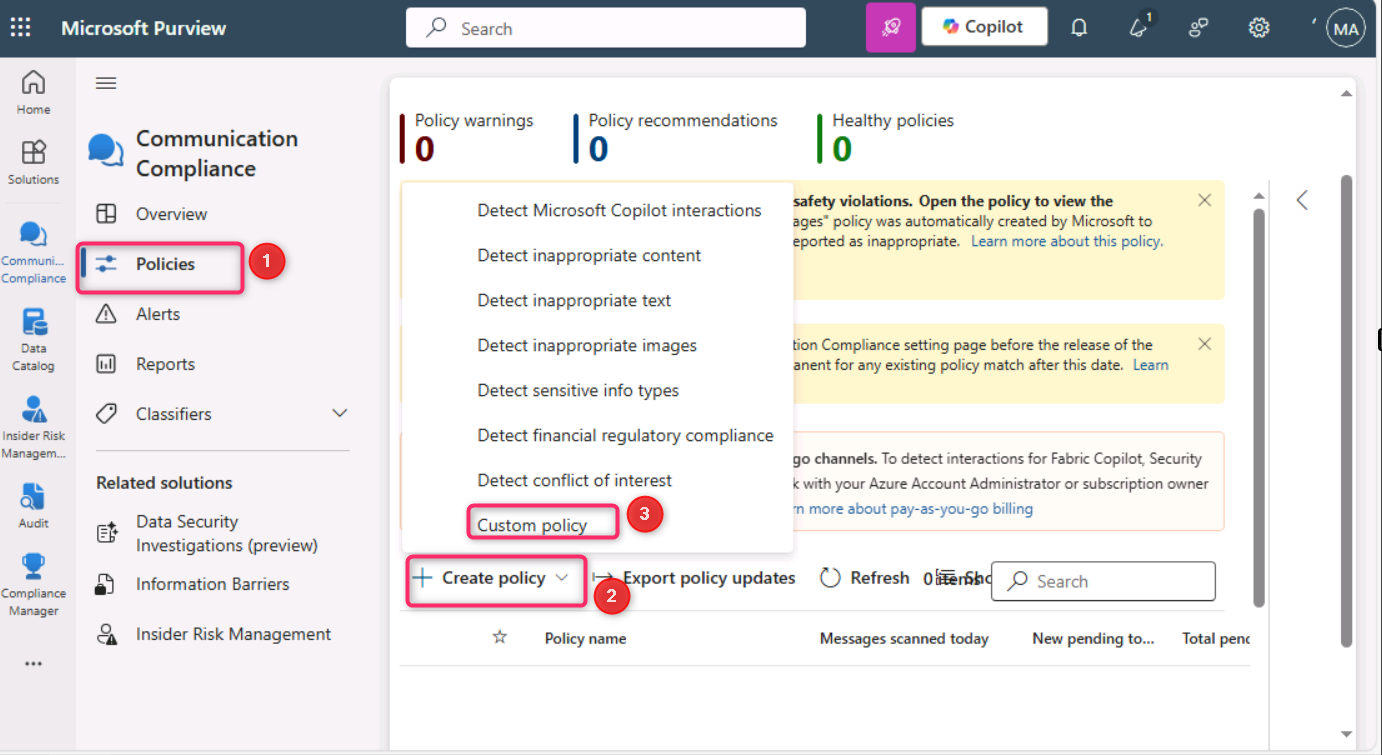 Microsoft Purview
Search
Copilot
1
MA
Home
Solutions
Communi...
Compliance
Data
Catalog
Insider Risk
Managem...
Audit
Compliance
Manager
...
Communication
Compliance
Overview
Policies
1
Alerts
Reports
Classifiers
Related solutions
Data Security
Investigations (preview)
Information Barriers
Insider Risk Management
Policy warnings
0
Policy recommendations
0
Healthy policies
0
safety violations. Open the policy to view the
ages" policy was automatically created by Microsoft to
eported as inappropriate. Learn more about this policy.
tion Compliance setting page before the release of the
anent for any existing policy match after this date. Learn
go channels. To detect interactions for Fabric Copilot, Security
k with your Azure Account Administrator or subscription owner
rn more about pay-as-you-go billing
Detect Microsoft Copilot interactions
Detect inappropriate content
Detect inappropriate text
Detect inappropriate images
Detect sensitive info types
Detect financial regulatory compliance
Detect conflict of interest
Custom policy
3
Create policy
2
Export policy updates
Refresh
0 items
Search
Policy name
Messages scanned today
New pending to...
Total pend